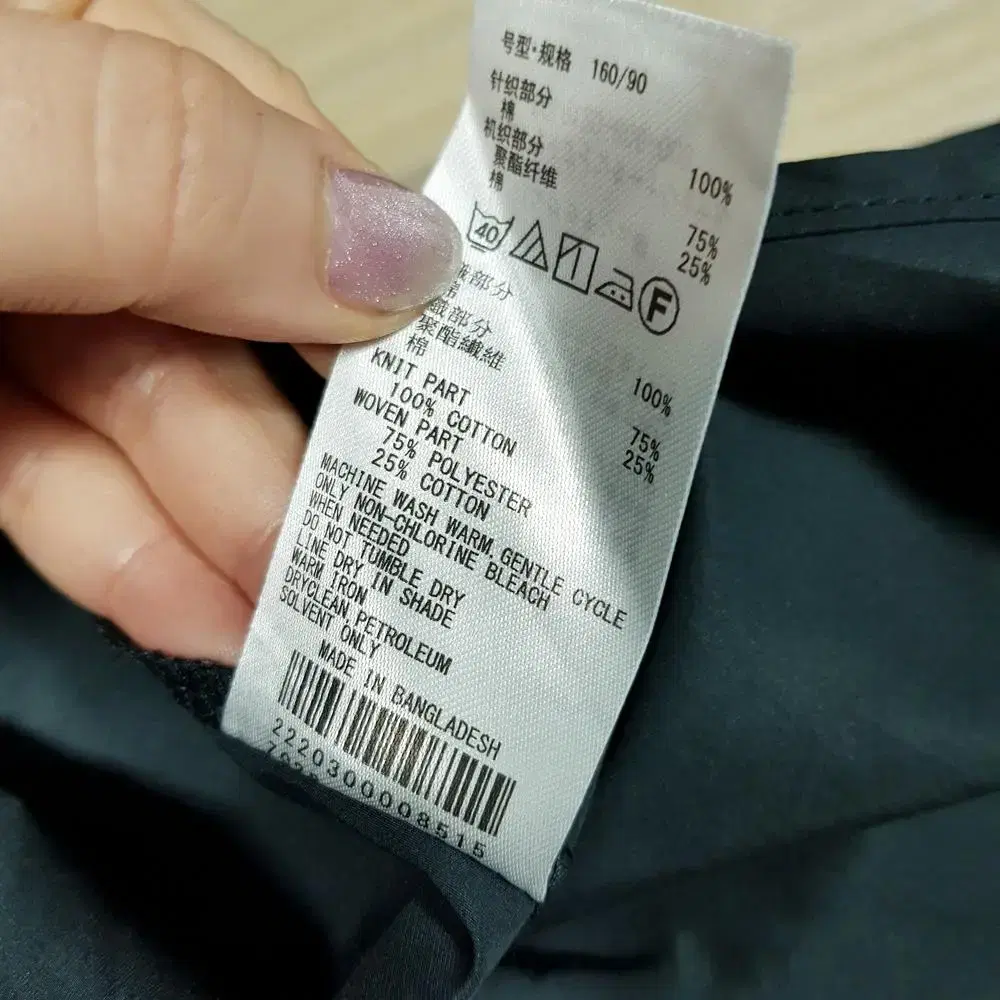 号型·规格 160/90
针织部分
棉 100%
机织部分
聚酯纤维 75%
棉 25%
40 F
部分
棉 100%
織部分
聚酯纖維 75%
棉 25%
KNIT PART
100% COTTON
WOVEN PART
75% POLYESTER
25% COTTON
MACHINE WASH WARM GENTLE CYCLE
ONLY NON-CHLORINE BLEACH
WHEN NEEDED
DO NOT TUMBLE DRY
LINE DRY IN SHADE
WARM IRON
DRYCLEAN PETROLEUM
SOLVENT ONLY
MADE IN BANGLADESH
2220300008515